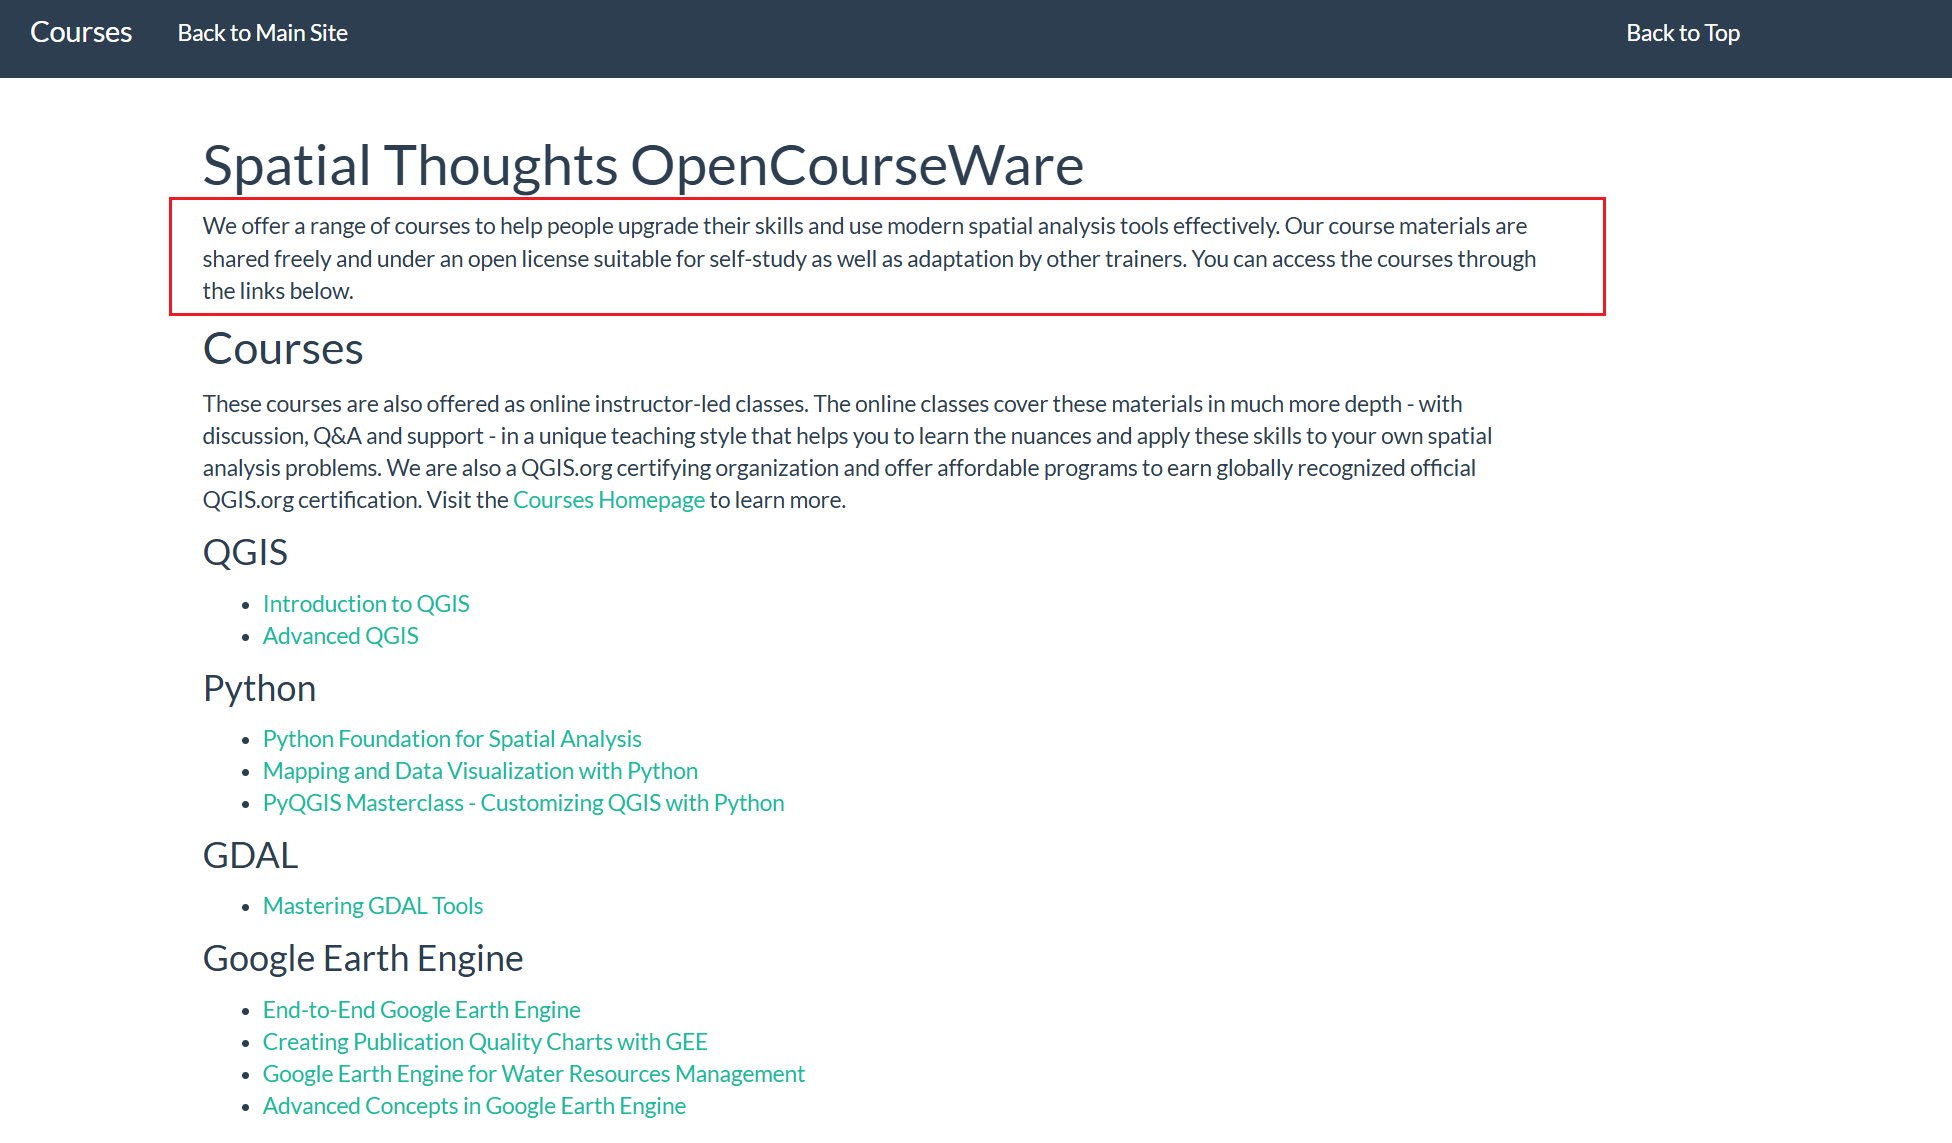 Courses
Back to Main Site
Back to Top
Spatial Thoughts OpenCourseWare
We offer a range of courses to help people upgrade their skills and use modern spatial analysis tools effectively. Our course materials are
shared freely and under an open license suitable for self-study as well as adaptation by other trainers. You can access the courses through
the links below.
Courses
These courses are also offered as online instructor-led classes. The online classes cover these materials in much more depth - with
discussion, Q&A and support - in a unique teaching style that helps you to learn the nuances and apply these skills to your own spatial
analysis problems. We are also a QGIS.org certifying organization and offer affordable programs to earn globally recognized official
QGIS.org certification. Visit the Courses Homepage to learn more.
QGIS
• Introduction to QGIS
• Advanced QGIS
Python
• Python Foundation for Spatial Analysis
• Mapping and Data Visualization with Python
• PyQGIS Masterclass - Customizing QGIS with Python
GDAL
• Mastering GDAL Tools
Google Earth Engine
• End-to-End Google Earth Engine
• Creating Publication Quality Charts with GEE
• Google Earth Engine for Water Resources Management
• Advanced Concepts in Google Earth Engine